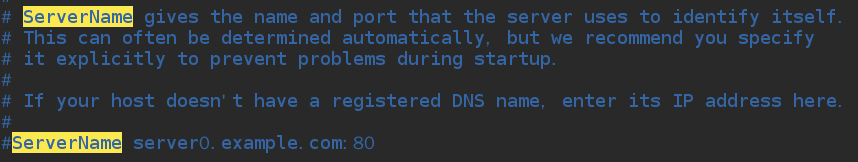 #
# ServerName gives the name and port that the server uses to identify itself.
# This can often be determined automatically, but we recommend you specify
# it explicitly to prevent problems during startup.
#
# If your host doesn't have a registered DNS name, enter its IP address here.
#
#ServerName server0.example.com:80